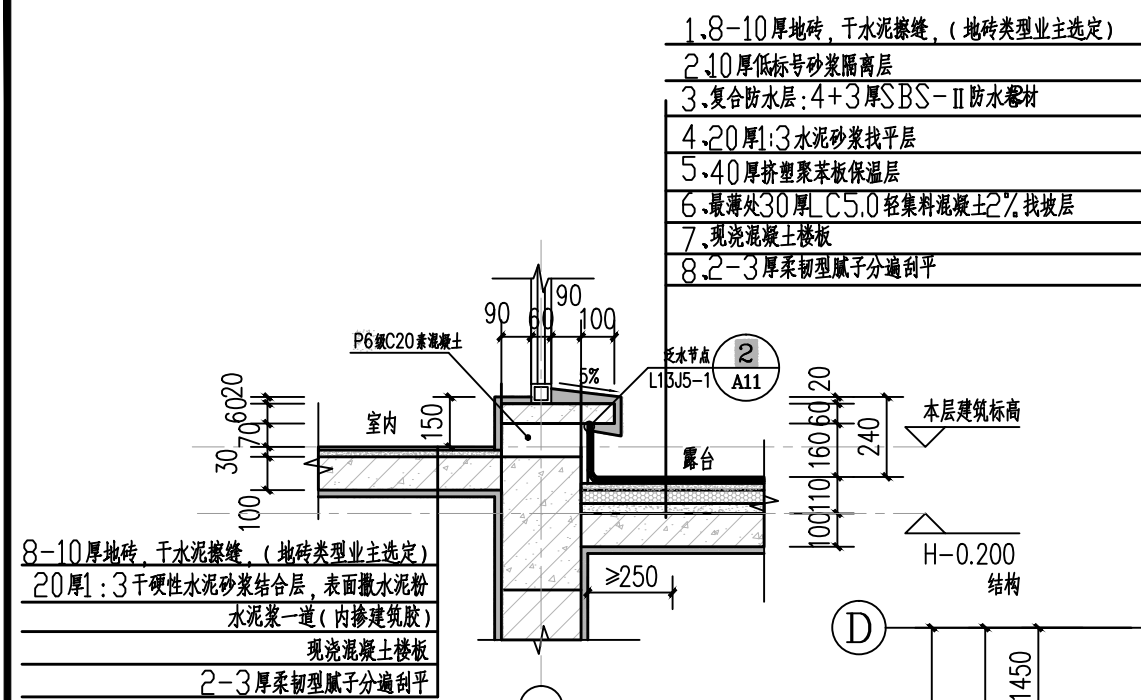 1、8-10厚地砖，干水泥擦缝，（地砖类型业主选定）
2、10厚低标号砂浆隔离层
3、复合防水层：4+3厚SBS-II防水卷材
4、20厚1:3水泥砂浆找平层
5、40厚挤塑聚苯板保温层
6、最薄处30厚LC5.0轻集料混凝土2%找坡层
7、现浇混凝土楼板
8、2-3厚柔韧型腻子分遍刮平
90
60
90
100
P6级C20素混凝土
泛水节点
L13J5-1
2
A11
5%
20
60
70
30
100
室内
150
露台
20
60
160
110
100
240
本层建筑标高
H-0.200
结构
≥250
8-10厚地砖，干水泥擦缝，（地砖类型业主选定）
20厚1:3干硬性水泥砂浆结合层，表面撒水泥粉
水泥浆一道（内掺建筑胶）
现浇混凝土楼板
2-3厚柔韧型腻子分遍刮平
D
1450